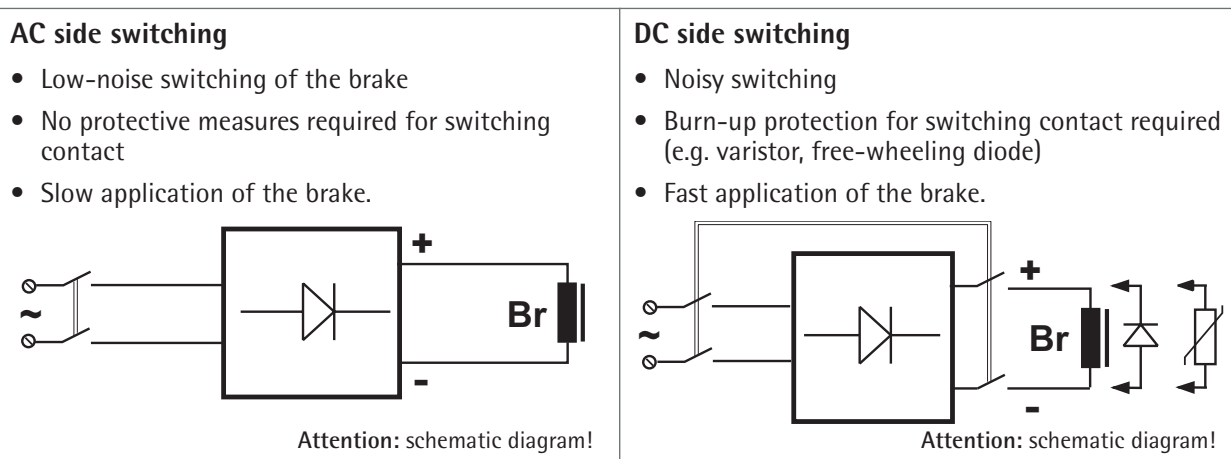 AC side switching
• Low-noise switching of the brake
• No protective measures required for switching
contact
• Slow application of the brake.
+
~
Br
-
Attention: schematic diagram!
DC side switching
• Noisy switching
• Burn-up protection for switching contact required
(e.g. varistor, free-wheeling diode)
• Fast application of the brake.
+
~
Br
-
Attention: schematic diagram!